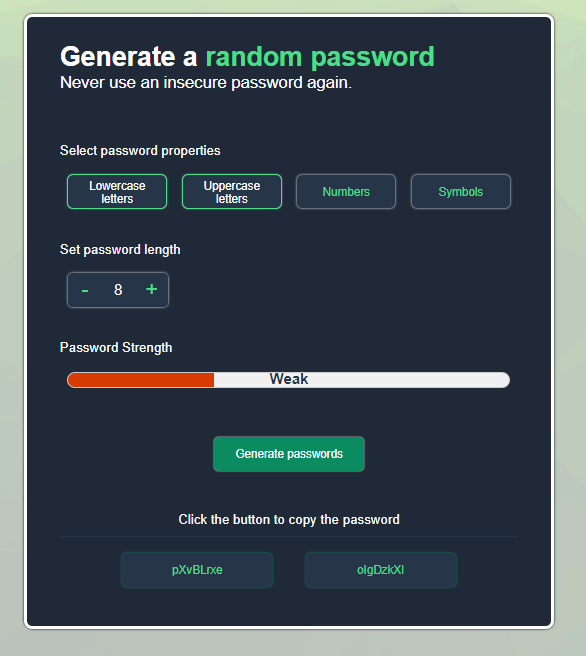 Generate a random password
Never use an insecure password again.
Select password properties
Lowercase
letters
Uppercase
letters
Numbers
Symbols
Set password length
- 8 +
Password Strength
Weak
Generate passwords
Click the button to copy the password
pXvBLrxe